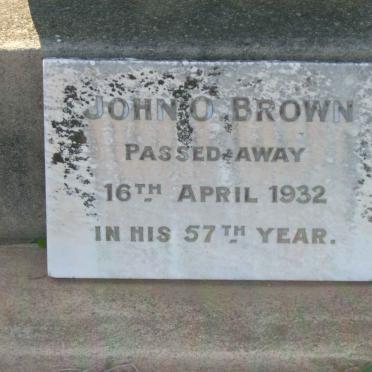 JOHN O. BROWN
PASSED AWAY
16TH APRIL 1932
IN HIS 57TH YEAR.